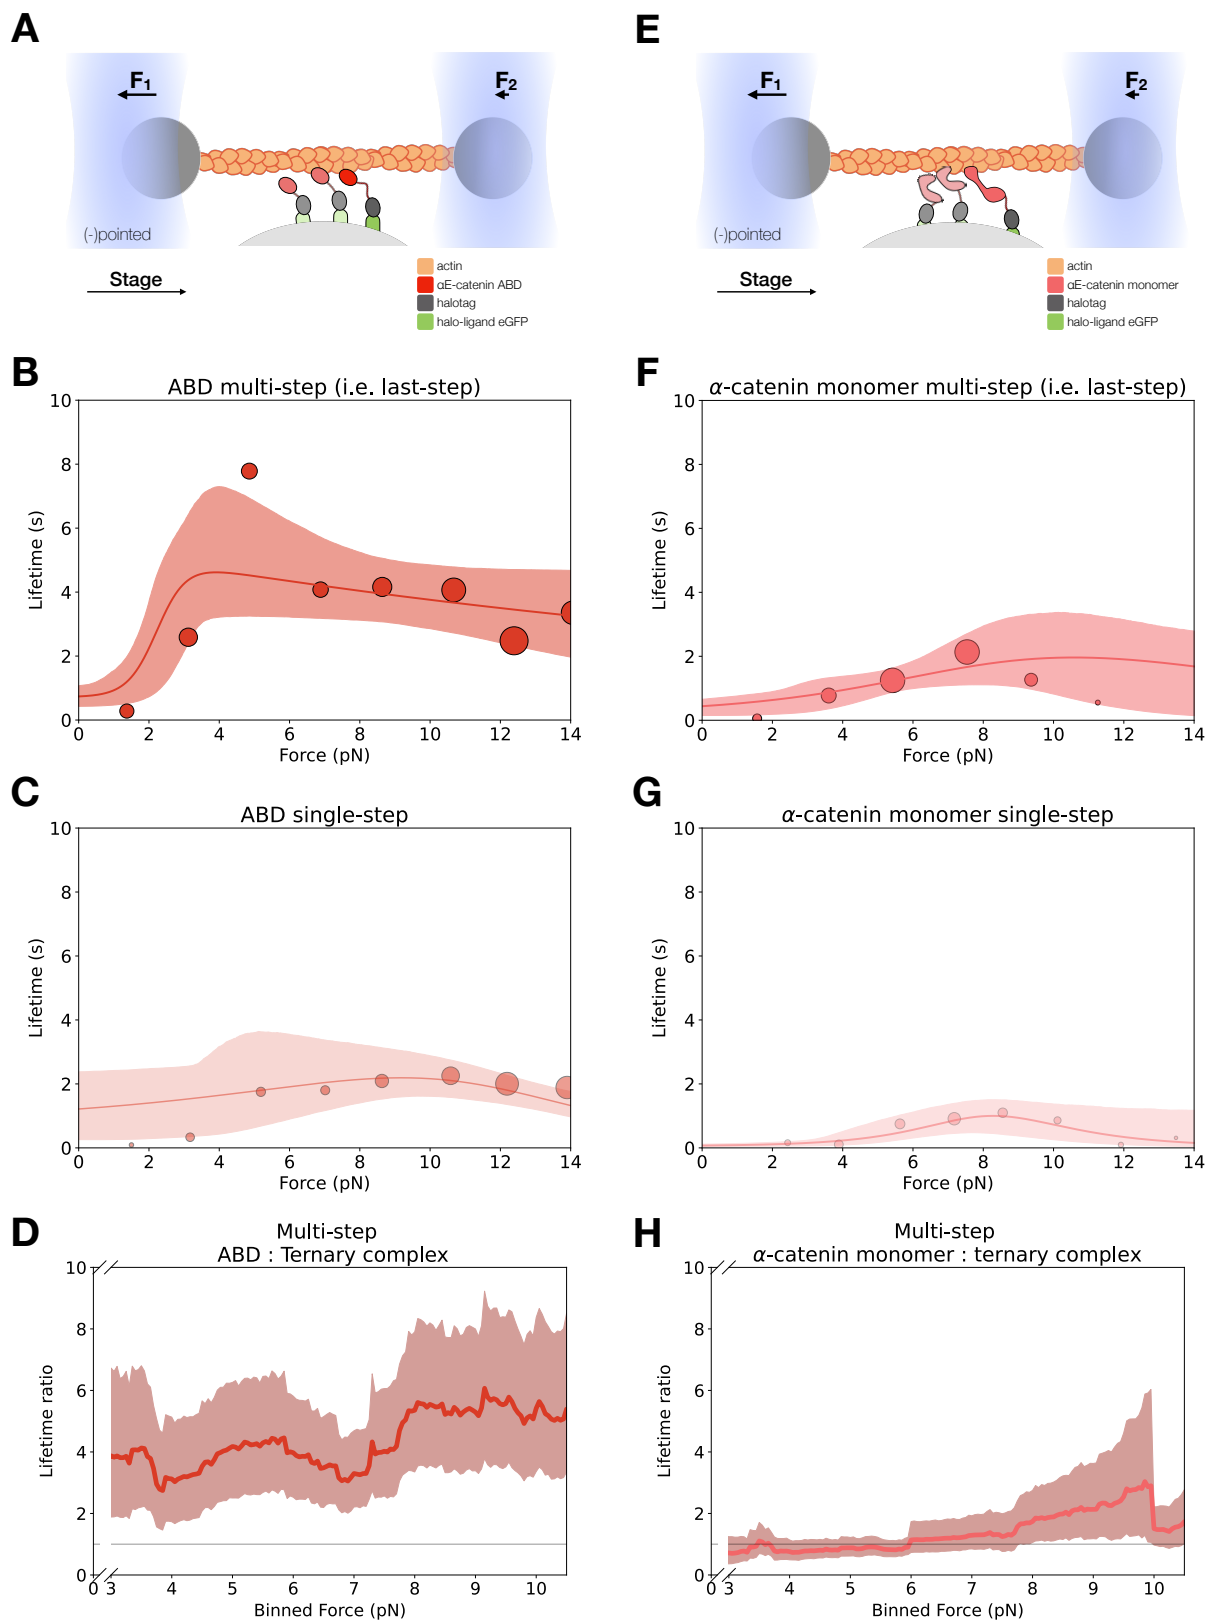 A
F1
F2
(-)pointed
Stage
actin
αE-catenin ABD
halotag
halo-ligand eGFP
E
F1
F2
(-)pointed
Stage
actin
αE-catenin monomer
halotag
halo-ligand eGFP
B
ABD multi-step (i.e. last-step)
10
8
6
4
2
0
Lifetime (s)
0 2 4 6 8 10 12 14
Force (pN)
F
α-catenin monomer multi-step (i.e. last-step)
10
8
6
4
2
0
Lifetime (s)
0 2 4 6 8 10 12 14
Force (pN)
C
ABD single-step
10
8
6
4
2
0
Lifetime (s)
0 2 4 6 8 10 12 14
Force (pN)
G
α-catenin monomer single-step
10
8
6
4
2
0
Lifetime (s)
0 2 4 6 8 10 12 14
Force (pN)
D
Multi-step
ABD : Ternary complex
10
8
6
4
2
0
Lifetime ratio
0 3 4 5 6 7 8 9 10
Binned Force (pN)
H
Multi-step
α-catenin monomer : ternary complex
10
8
6
4
2
0
Lifetime ratio
0 3 4 5 6 7 8 9 10
Binned Force (pN)